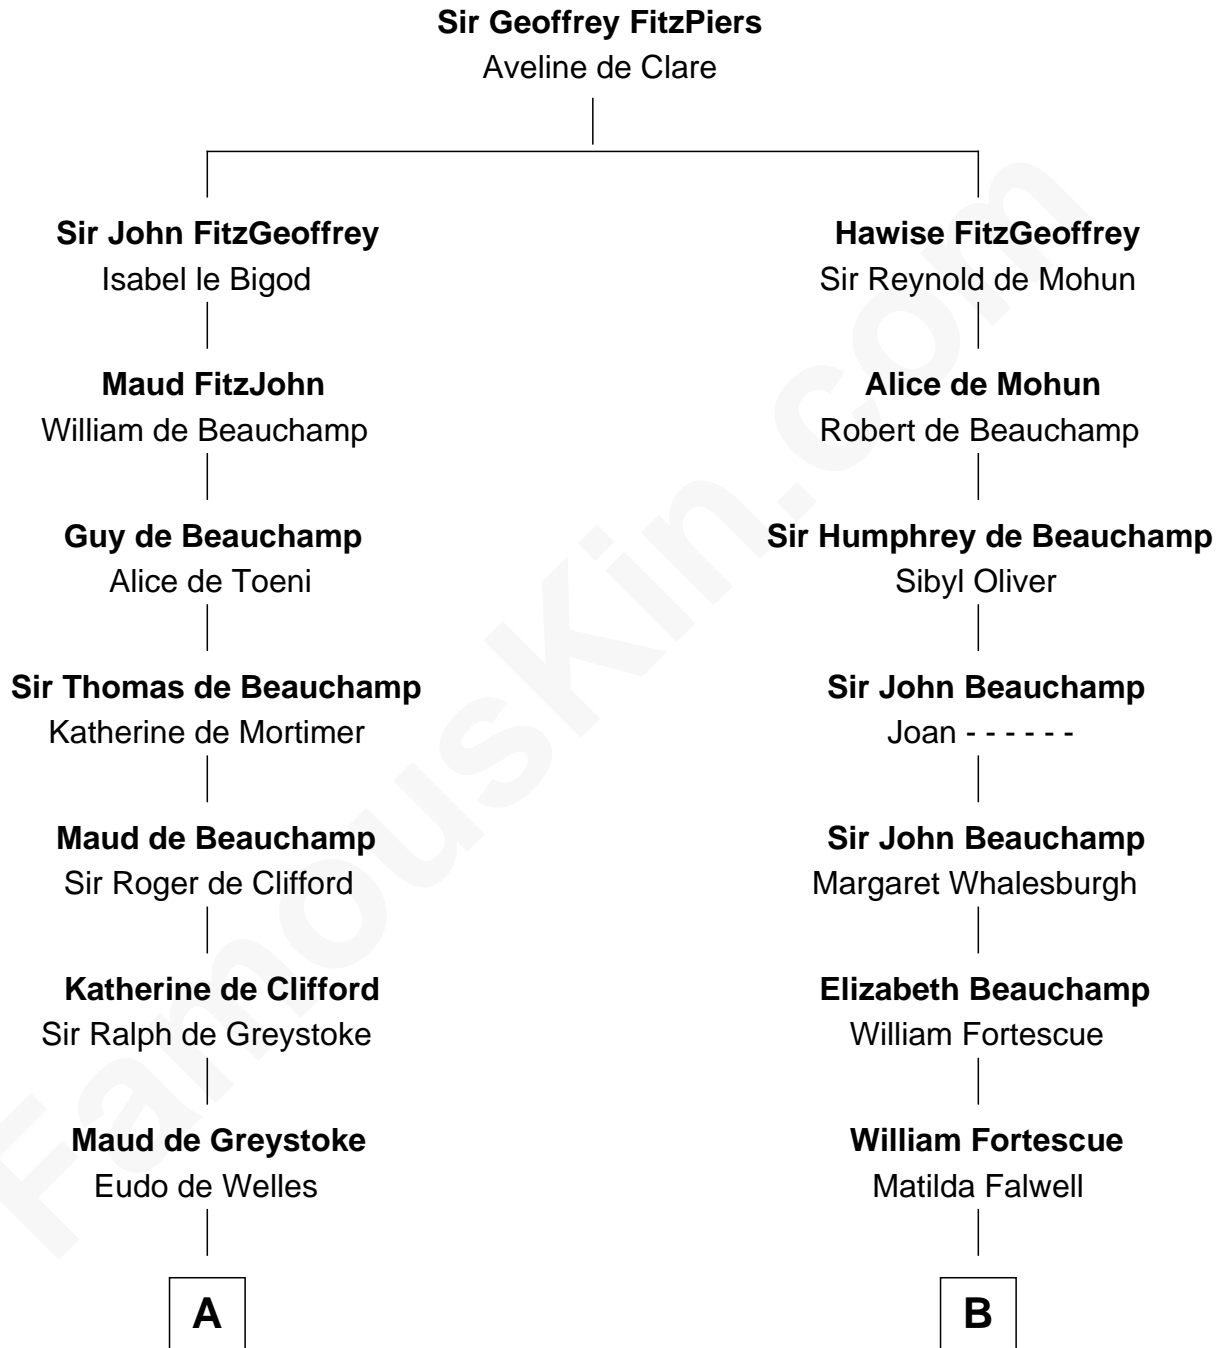 Sir Geoffrey FitzPiers
Aveline de Clare
Sir John FitzGeoffrey
Isabel le Bigod
Hawise FitzGeoffrey
Sir Reynold de Mohun
Maud FitzJohn
William de Beauchamp
Alice de Mohun
Robert de Beauchamp
Guy de Beauchamp
Alice de Toeni
Sir Humphrey de Beauchamp
Sibyl Oliver
Sir Thomas de Beauchamp
Katherine de Mortimer
Sir John Beauchamp
Joan - - - - - -
Maud de Beauchamp
Sir Roger de Clifford
Sir John Beauchamp
Margaret Whalesburgh
Katherine de Clifford
Sir Ralph de Greystoke
Elizabeth Beauchamp
William Fortescue
Maud de Greystoke
Eudo de Welles
William Fortescue
Matilda Falwell
A
B
FamousKin.com